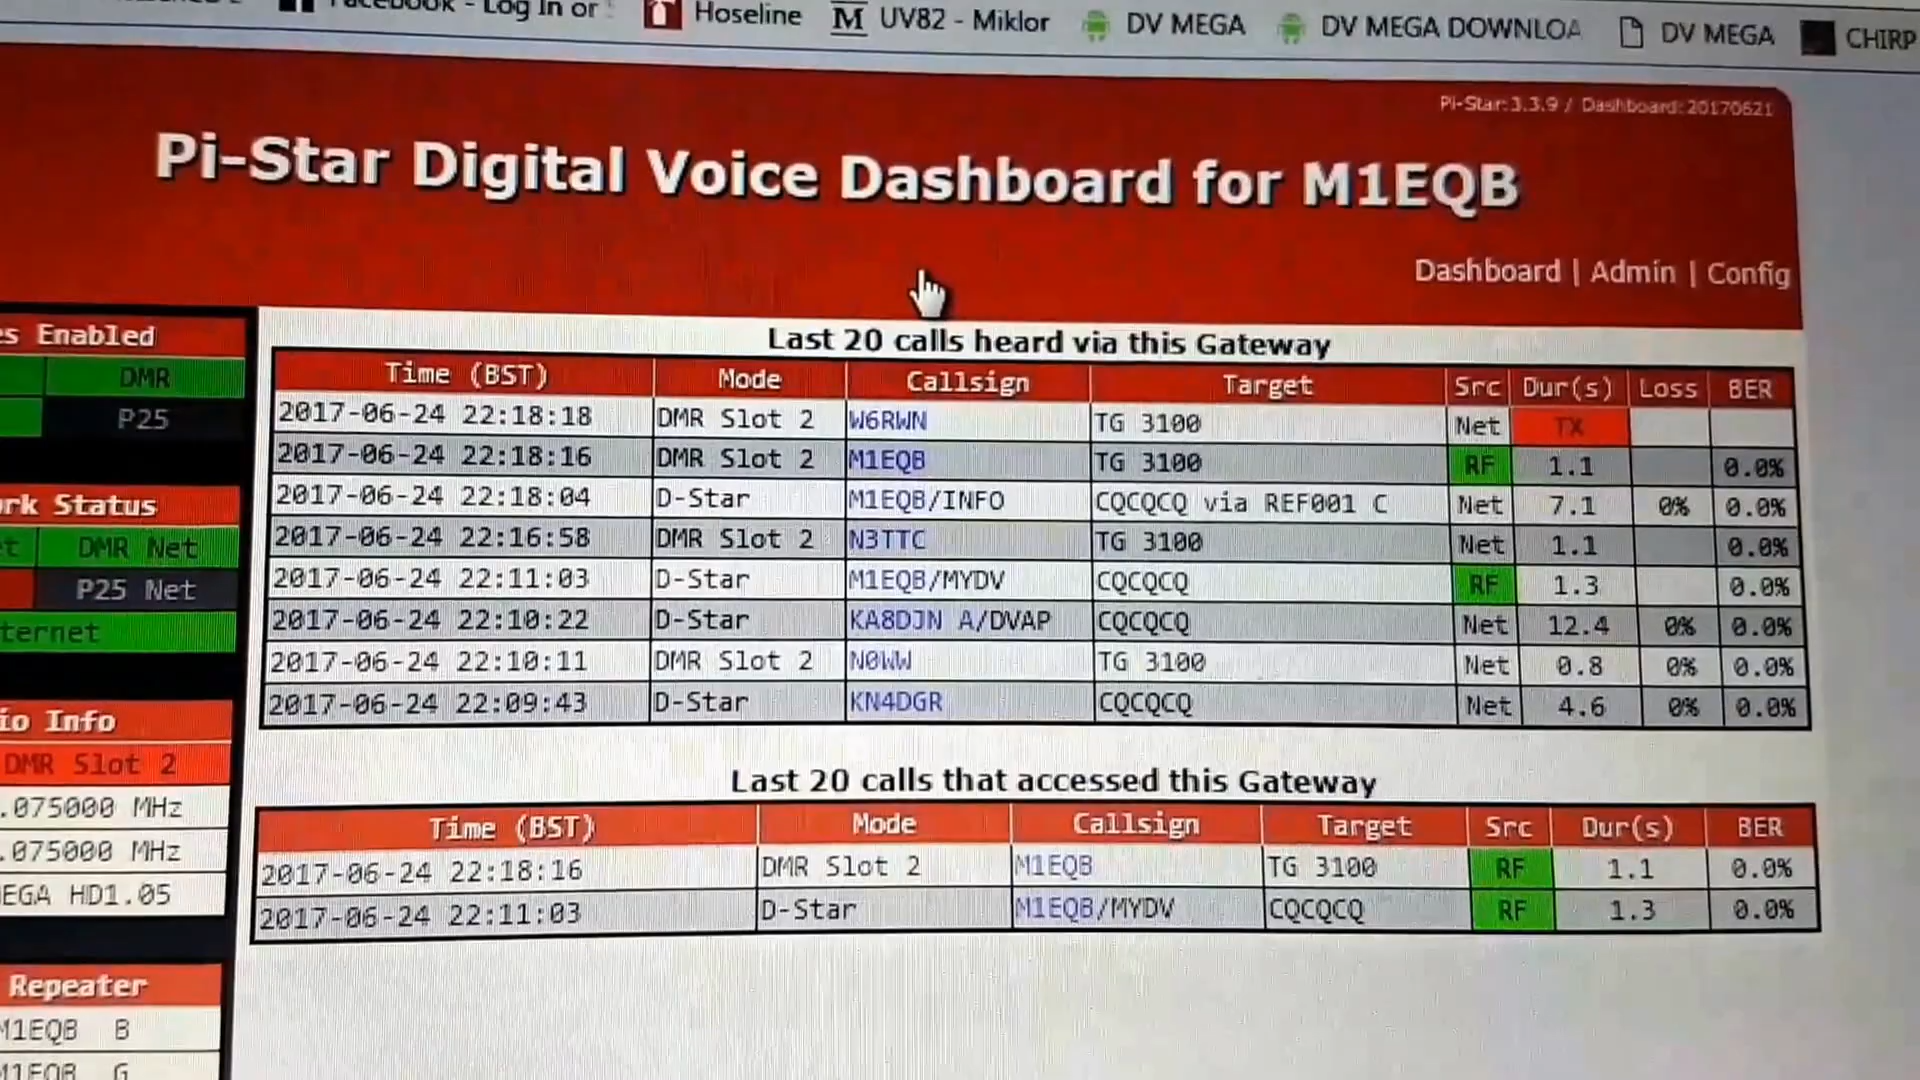 Facebook - Log In or Hoseline UV82 - Miklor DV MEGA DV MEGA DOWNLOA DV MEGA CHIRP
Pi-Star:3.3.9 / Dashboard:20170621
Pi-Star Digital Voice Dashboard for M1EQB
Dashboard | Admin | Config
es Enabled
DMR
P25
rk Status
t DMR Net
P25 Net
ternet
io Info
DMR Slot 2
.075000 MHz
.075000 MHz
EGA HD1.05
Repeater
M1EQB B
M1EQB G
Last 20 calls heard via this Gateway
Time (BST) Mode Callsign Target Src Dur(s) Loss BER
2017-06-24 22:18:18 DMR Slot 2 W6RWN TG 3100 Net TX
2017-06-24 22:18:16 DMR Slot 2 M1EQB TG 3100 RF 1.1 0.0%
2017-06-24 22:18:04 D-Star M1EQB/INFO CQCQCQ via REF001 C Net 7.1 0% 0.0%
2017-06-24 22:16:58 DMR Slot 2 N3TTC TG 3100 Net 1.1 0.0%
2017-06-24 22:11:03 D-Star M1EQB/MYDV CQCQCQ RF 1.3 0.0%
2017-06-24 22:10:22 D-Star KA8DJN A/DVAP CQCQCQ Net 12.4 0% 0.0%
2017-06-24 22:10:11 DMR Slot 2 N0WW TG 3100 Net 0.8 0% 0.0%
2017-06-24 22:09:43 D-Star KN4DGR CQCQCQ Net 4.6 0% 0.0%
Last 20 calls that accessed this Gateway
Time (BST) Mode Callsign Target Src Dur(s) BER
2017-06-24 22:18:16 DMR Slot 2 M1EQB TG 3100 RF 1.1 0.0%
2017-06-24 22:11:03 D-Star M1EQB/MYDV CQCQCQ RF 1.3 0.0%